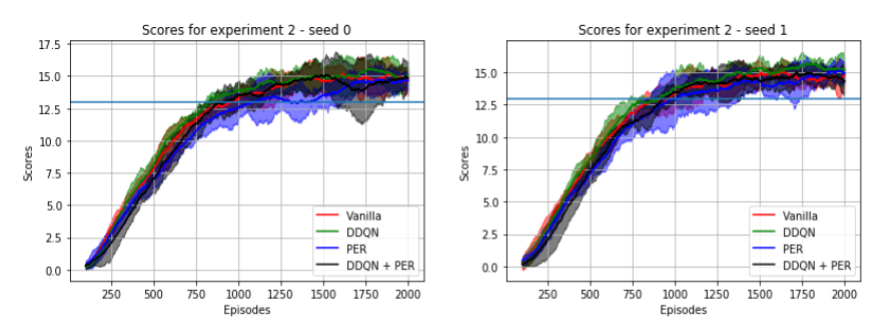 Scores for experiment 2 - seed 0
17.5
15.0
12.5
10.0
7.5
5.0
2.5
0.0
Scores
250 500 750 1000 1250 1500 1750 2000
Episodes
Vanilla
DDQN
PER
DDQN + PER
Scores for experiment 2 - seed 1
15.0
12.5
10.0
7.5
5.0
2.5
0.0
Scores
250 500 750 1000 1250 1500 1750 2000
Episodes
Vanilla
DDQN
PER
DDQN + PER